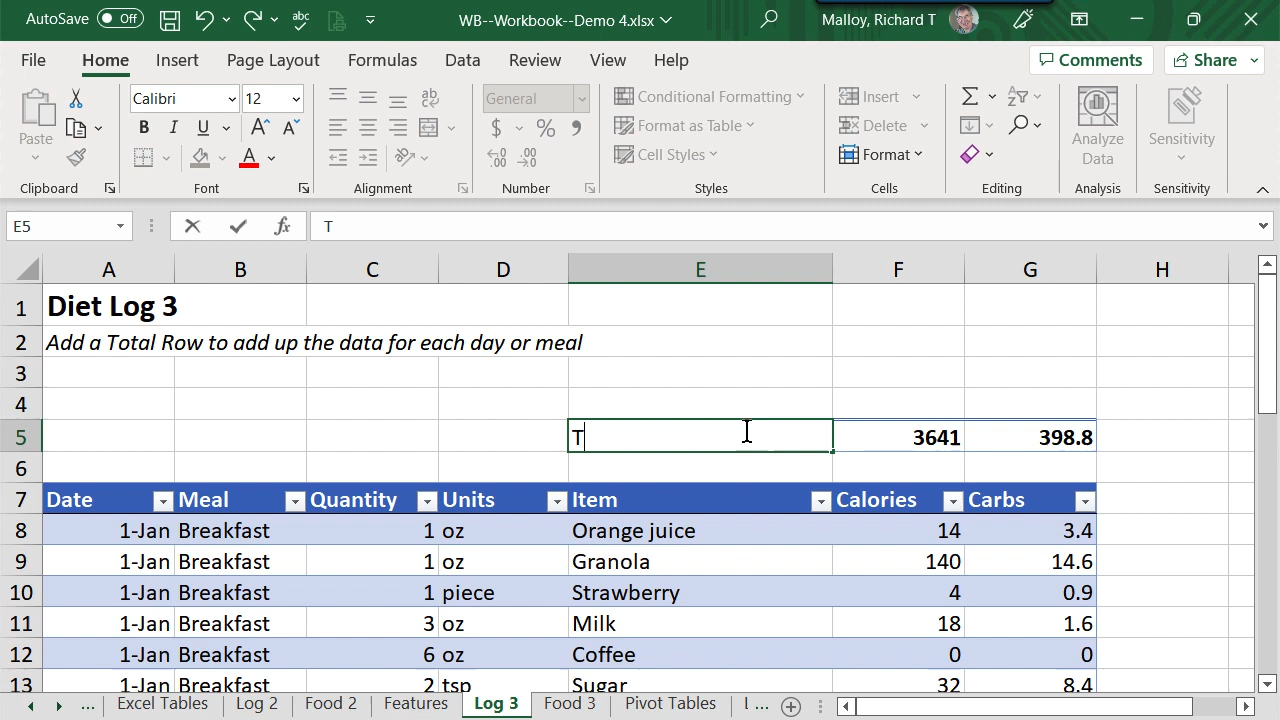 AutoSave Off abc WB--Workbook--Demo 4.xlsx Malloy, Richard T
File Home Insert Page Layout Formulas Data Review View Help Comments Share
Calibri 12 ab General Conditional Formatting Insert
Paste B I U A A $ % Format as Table Delete Analyze Data Sensitivity
A Cell Styles Format
Clipboard Font Alignment Number Styles Cells Editing Analysis Sensitivity
E5 fx T
A B C D E F G H
1 Diet Log 3
2 Add a Total Row to add up the data for each day or meal
3
4
5 T 3641 398.8
6
7 Date Meal Quantity Units Item Calories Carbs
8 1-Jan Breakfast 1 oz Orange juice 14 3.4
9 1-Jan Breakfast 1 oz Granola 140 14.6
10 1-Jan Breakfast 1 piece Strawberry 4 0.9
11 1-Jan Breakfast 3 oz Milk 18 1.6
12 1-Jan Breakfast 6 oz Coffee 0 0
13 1-Jan Breakfast 2 tsp Sugar 32 8.4
... Excel Tables Log 2 Food 2 Features Log 3 Food 3 Pivot Tables L ...